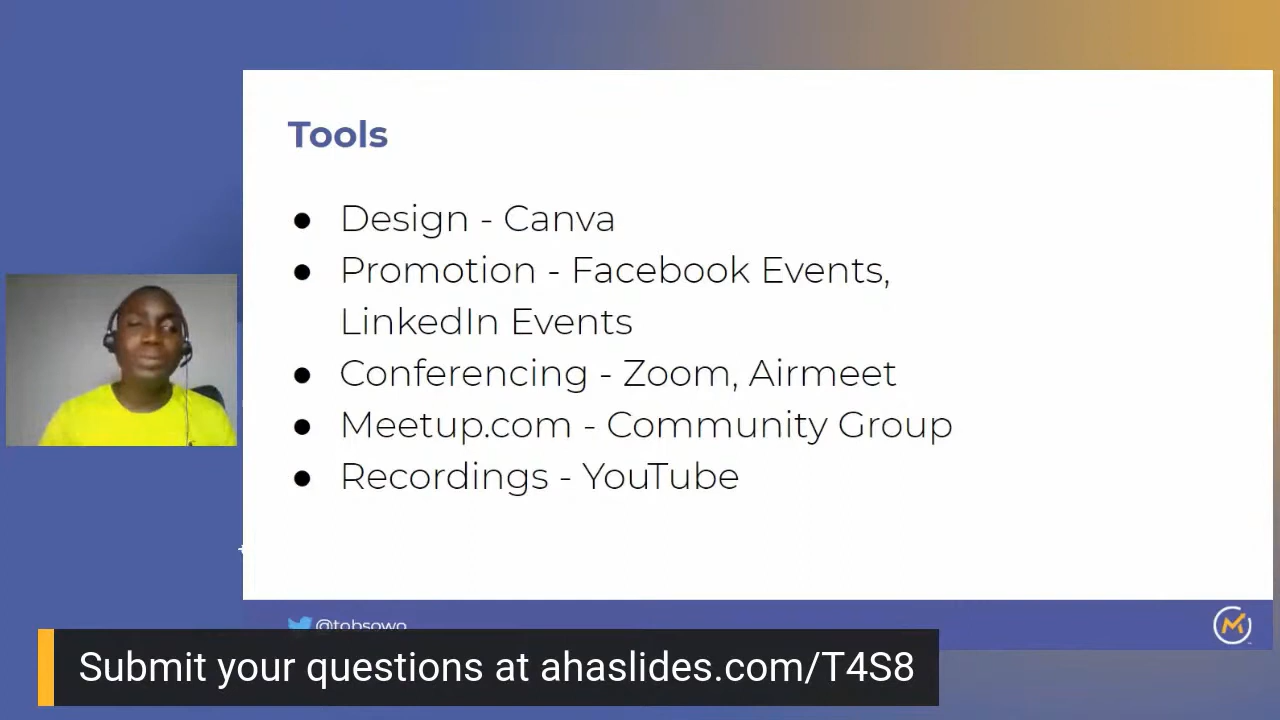 Tools
● Design - Canva
● Promotion - Facebook Events,
LinkedIn Events
● Conferencing - Zoom, Airmeet
● Meetup.com - Community Group
● Recordings - YouTube
@tobsowo
Submit your questions at ahaslides.com/T4S8